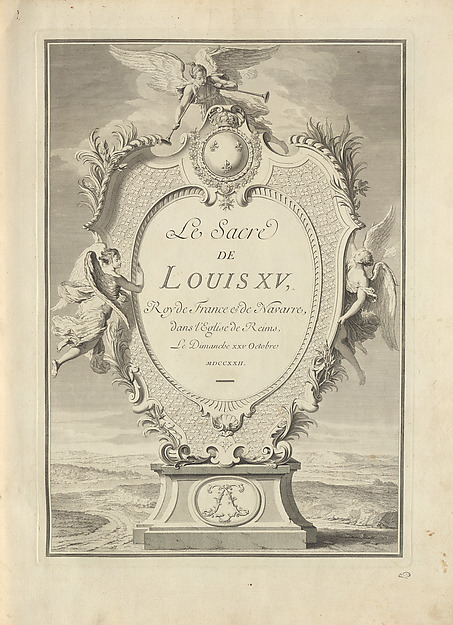 Le Sacre
DE
LOUIS XV,
Roy de France & de Navarre,
dans l'Eglise de Reims,
Le Dimanche XXV Octobre
MDCCXXII.